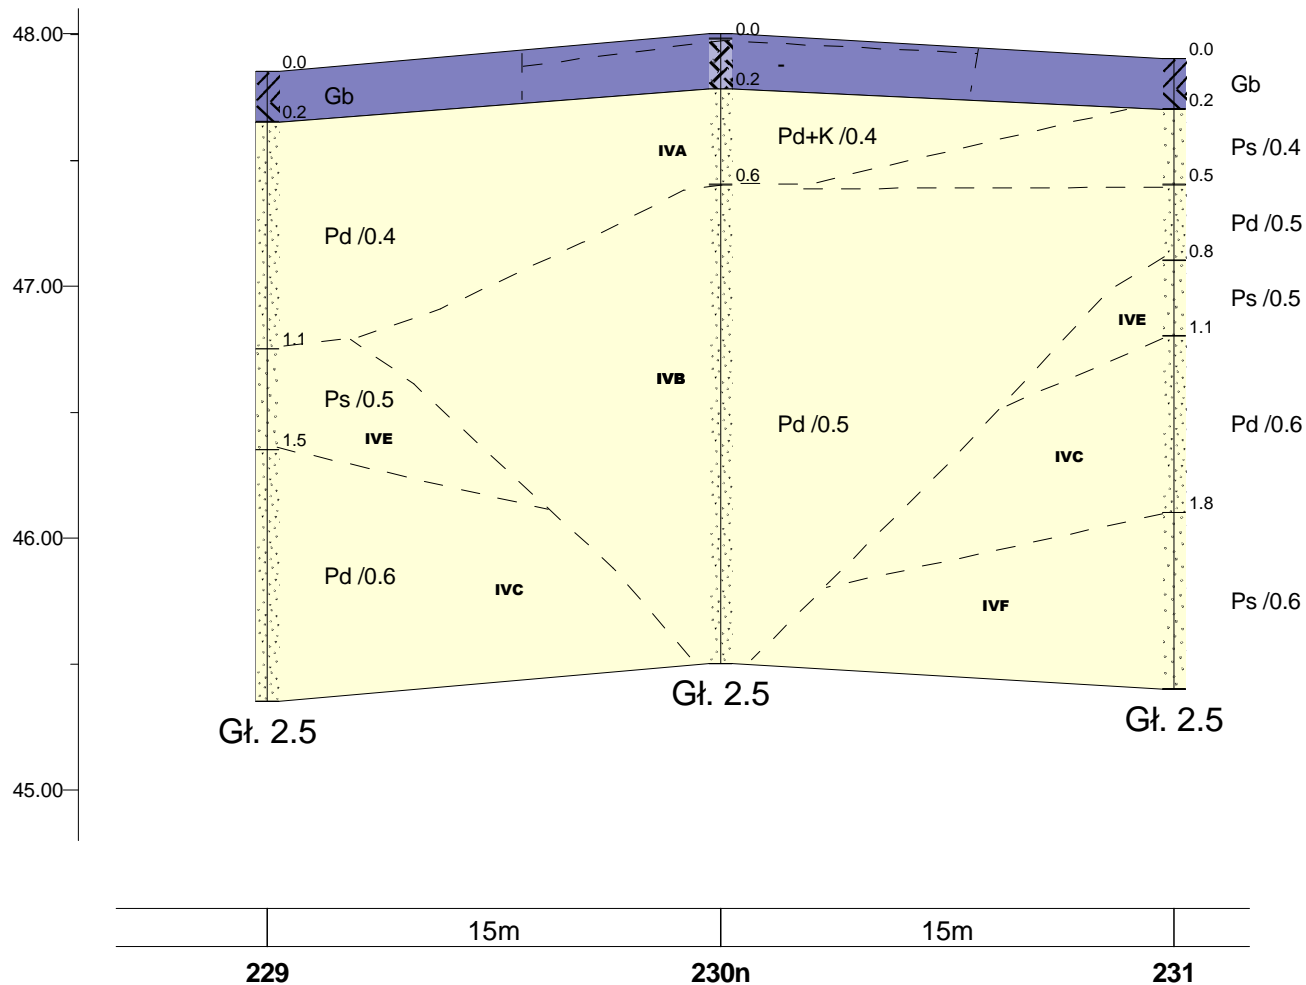 48.00
47.00
46.00
45.00
0.0
0.2
1.1
1.5
Gb
Pd /0.4
Ps /0.5
IVE
Pd /0.6
IVC
Gł. 2.5
IVA
IVB
0.0
0.2
0.6
-
Pd+K /0.4
Pd /0.5
Gł. 2.5
IVE
IVC
IVF
0.0
0.2
0.5
0.8
1.1
1.8
Gb
Ps /0.4
Pd /0.5
Ps /0.5
Pd /0.6
Ps /0.6
Gł. 2.5
15m 15m
229 230n 231